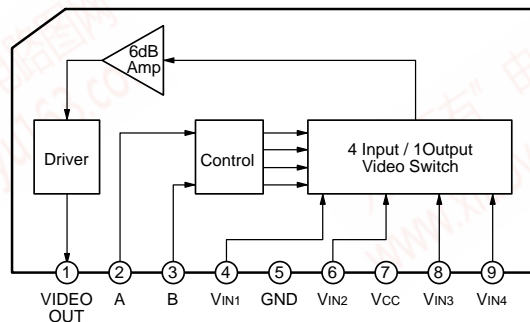 6dB
Amp
Driver
Control
4 Input / 1Output
Video Switch
1 2 3 4 5 6 7 8 9
VIDEO OUT A B VIN1 GND VIN2 VCC VIN3 VIN4